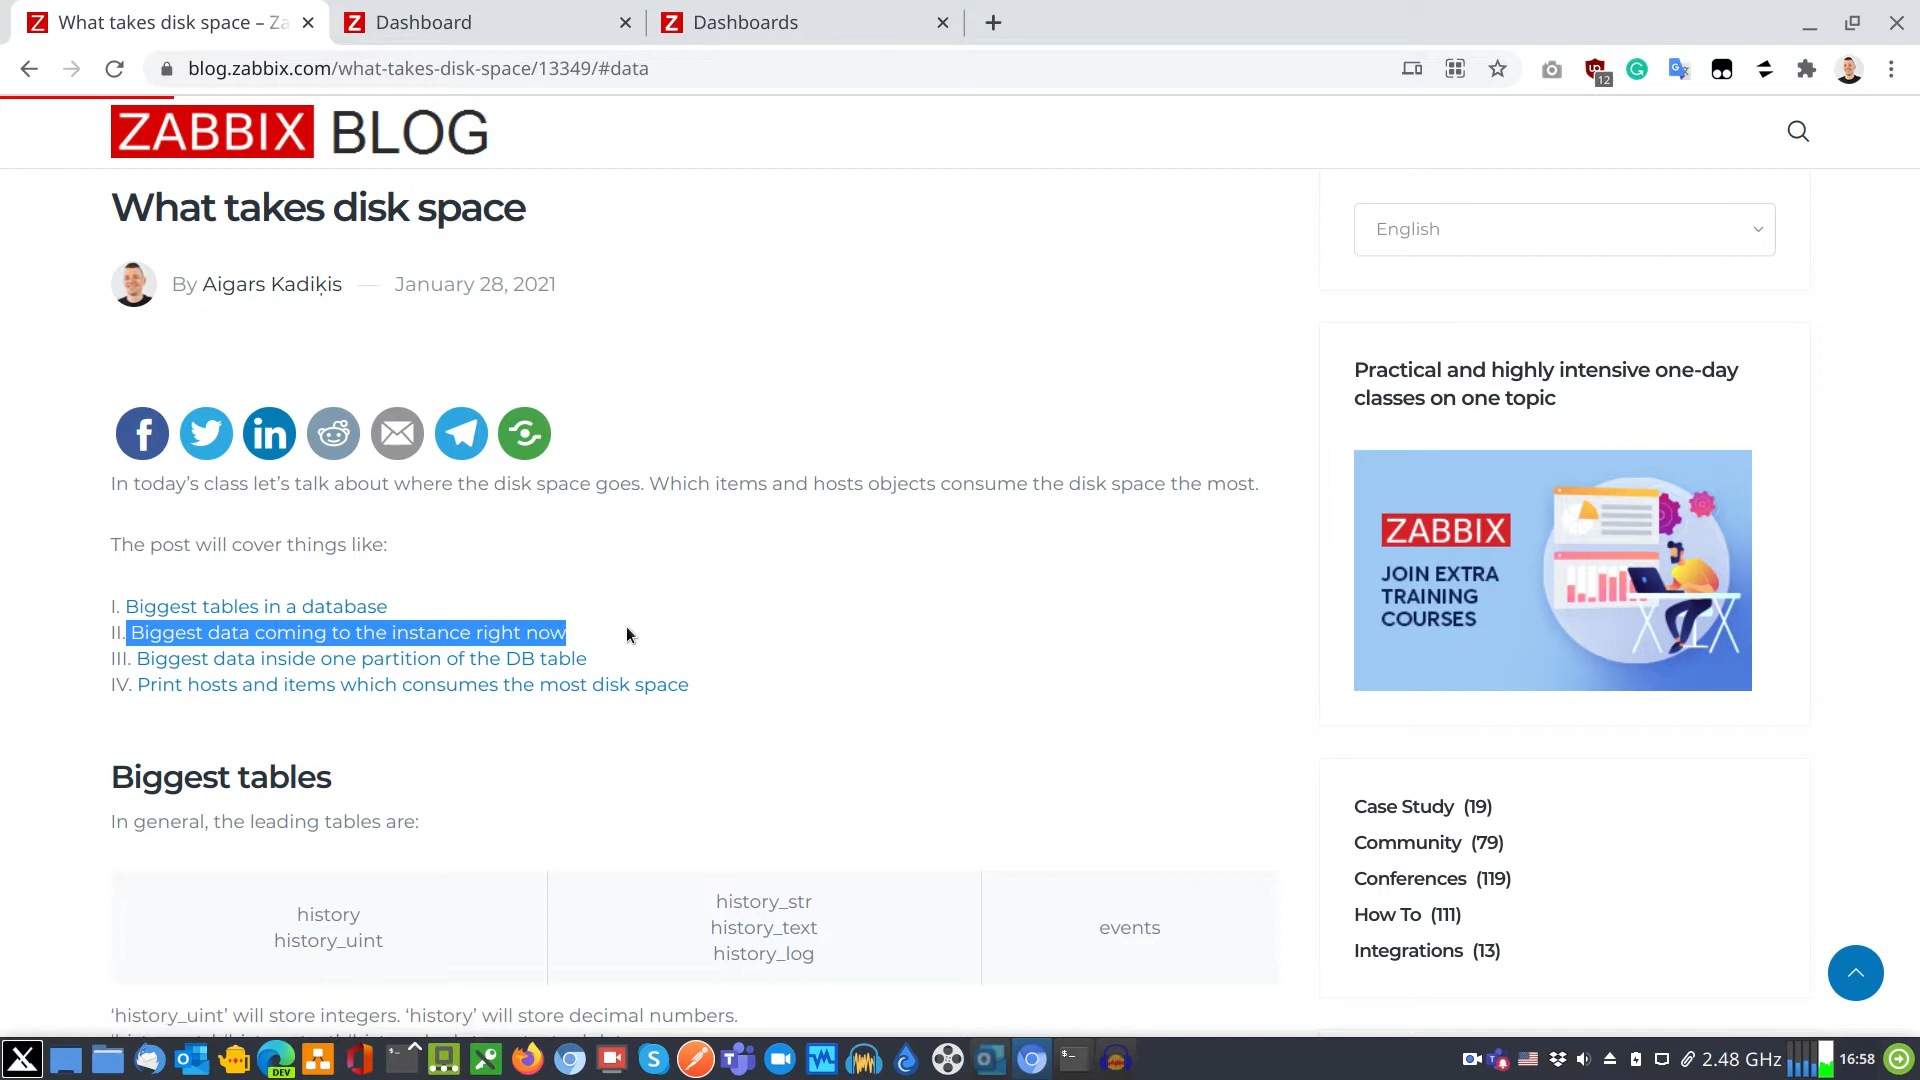 What takes disk space – Za
Dashboard
Dashboards
blog.zabbix.com/what-takes-disk-space/13349/#data
12
ZABBIX BLOG
What takes disk space
By Aigars Kadiķis — January 28, 2021
In today’s class let’s talk about where the disk space goes. Which items and hosts objects consume the disk space the most.
The post will cover things like:
I. Biggest tables in a database
II. Biggest data coming to the instance right now
III. Biggest data inside one partition of the DB table
IV. Print hosts and items which consumes the most disk space
Biggest tables
In general, the leading tables are:
history
history_uint
history_str
history_text
history_log
events
‘history_uint’ will store integers. ‘history’ will store decimal numbers.
English
Practical and highly intensive one-day
classes on one topic
ZABBIX
JOIN EXTRA
TRAINING
COURSES
Case Study (19)
Community (79)
Conferences (119)
How To (111)
Integrations (13)
DEV
2.48 GHz
16:58